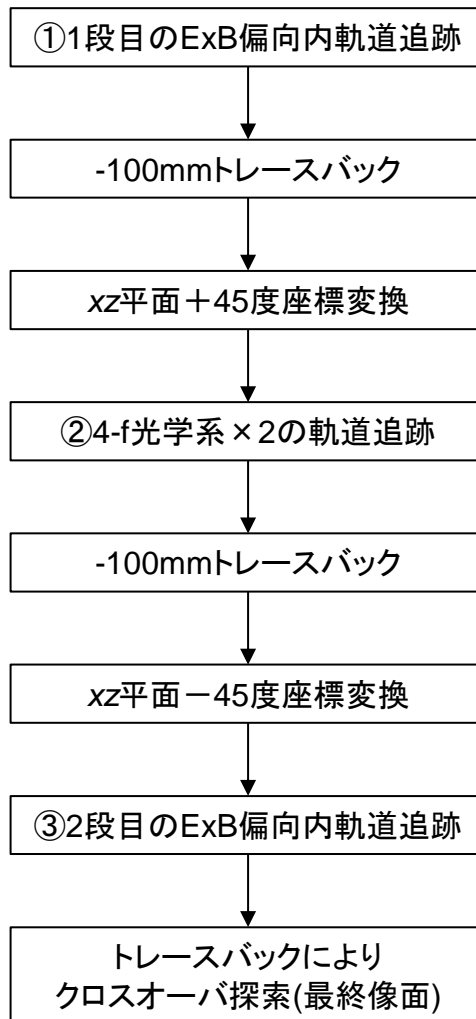 ①1段目のExB偏向内軌道追跡
-100mmトレースバック
xz平面＋45度座標変換
②4-f光学系×2の軌道追跡
-100mmトレースバック
xz平面－45度座標変換
③2段目のExB偏向内軌道追跡
トレースバックにより
クロスオーバ探索(最終像面)